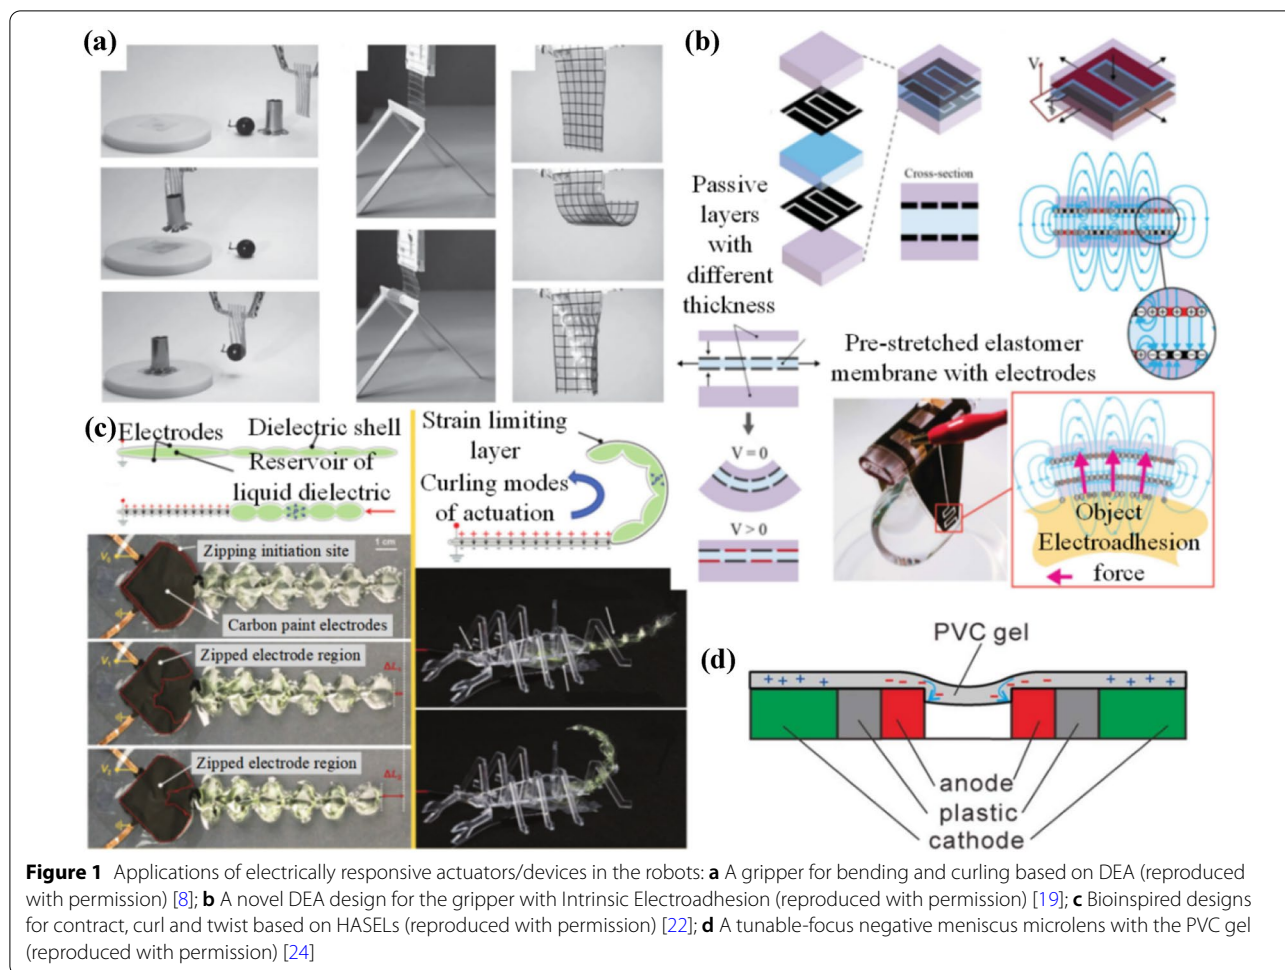 (a)
(b)
V
Cross-section
Passive
layers
with
different
thickness
Pre-stretched elastomer
membrane with electrodes
V = 0
V > 0
Object
Electroadhesion
force
(c)
Electrodes
Dielectric shell
Reservoir of
liquid dielectric
Strain limiting
layer
Curling modes
of actuation
Zipping initiation site
1 cm
Carbon paint electrodes
Zipped electrode region
Zipped electrode region
(d)
PVC gel
anode
plastic
cathode
Figure 1 Applications of electrically responsive actuators/devices in the robots: a A gripper for bending and curling based on DEA (reproduced
with permission) [8]; b A novel DEA design for the gripper with Intrinsic Electroadhesion (reproduced with permission) [19]; c Bioinspired designs
for contract, curl and twist based on HASELs (reproduced with permission) [22]; d A tunable-focus negative meniscus microlens with the PVC gel
(reproduced with permission) [24]